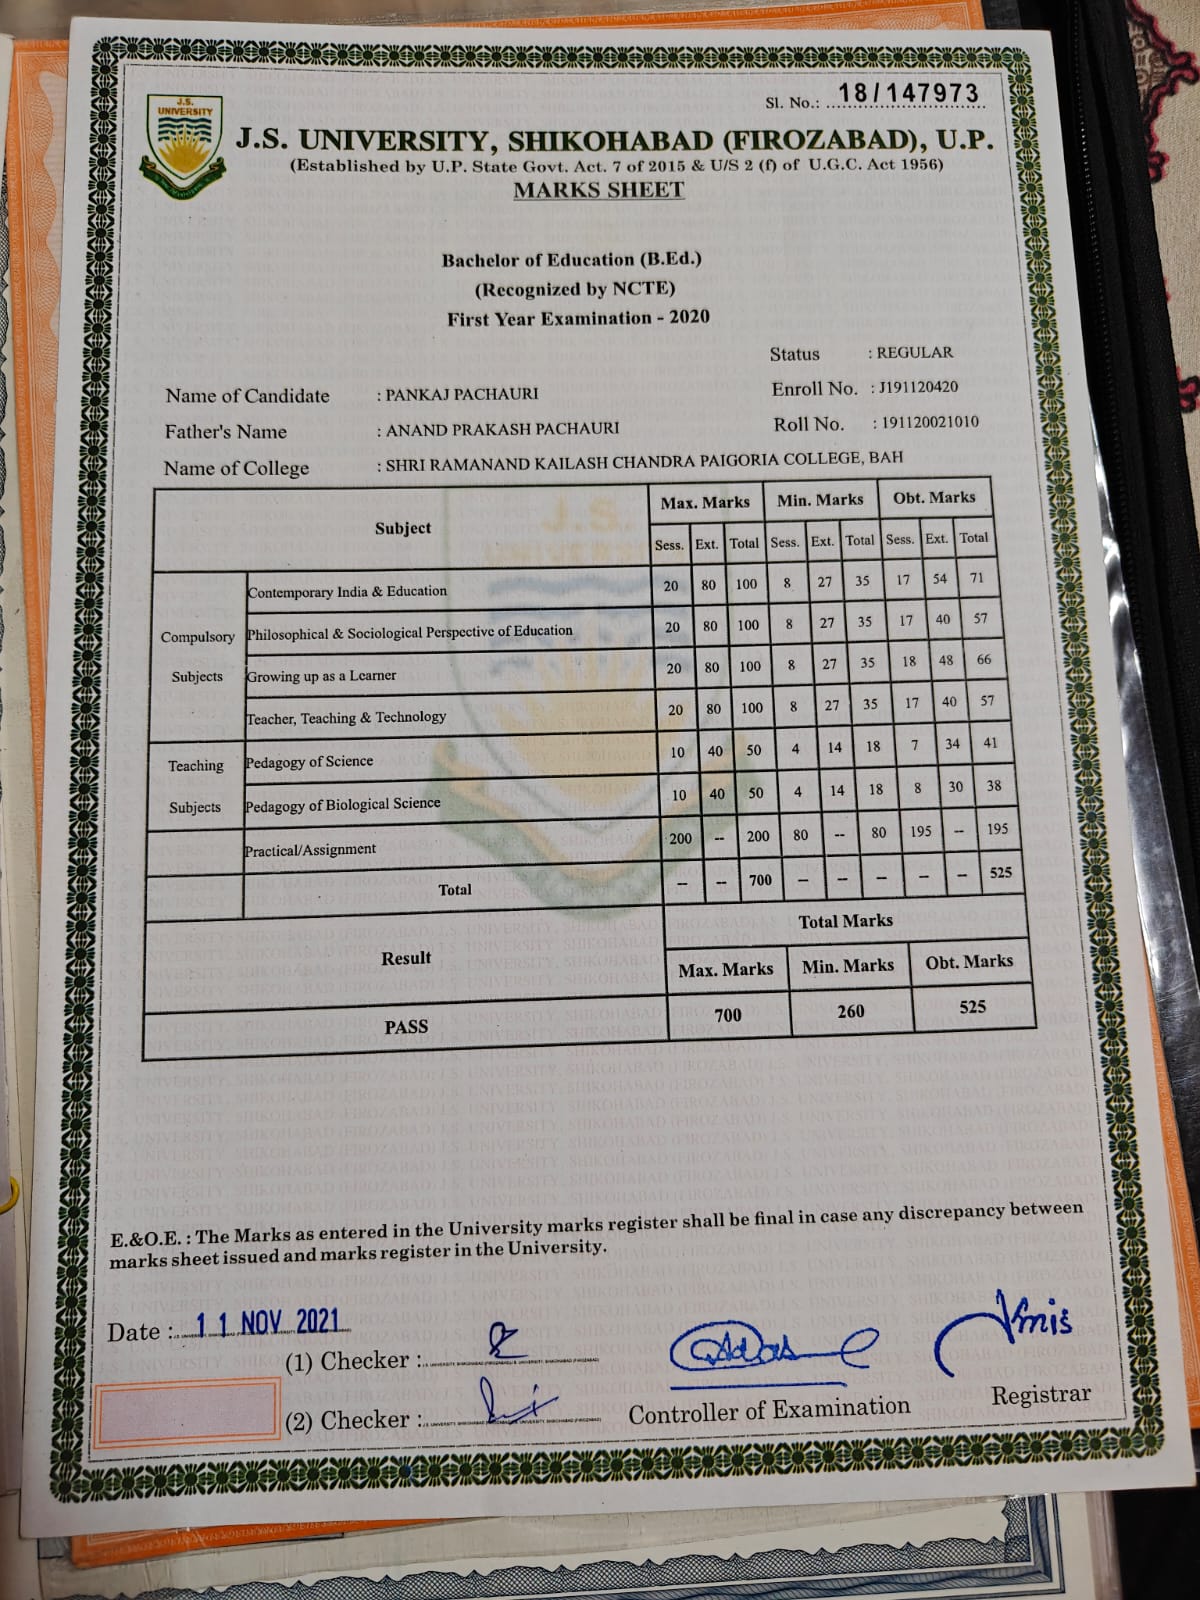 Sl. No.: 18/147973
J.S.
UNIVERSITY
J.S. UNIVERSITY, SHIKOHABAD (FIROZABAD), U.P.
(Established by U.P. State Govt. Act. 7 of 2015 & U/S 2 (f) of U.G.C. Act 1956)
MARKS SHEET
Bachelor of Education (B.Ed.)
(Recognized by NCTE)
First Year Examination - 2020
Status : REGULAR
Name of Candidate : PANKAJ PACHAURI Enroll No. : J191120420
Father's Name : ANAND PRAKASH PACHAURI Roll No. : 191120021010
Name of College : SHRI RAMANAND KAILASH CHANDRA PAIGORIA COLLEGE, BAH
Subject Max. Marks Min. Marks Obt. Marks
Sess. Ext. Total Sess. Ext. Total Sess. Ext. Total
Compulsory Subjects
Contemporary India & Education 20 80 100 8 27 35 17 54 71
Philosophical & Sociological Perspective of Education 20 80 100 8 27 35 17 40 57
Growing up as a Learner 20 80 100 8 27 35 18 48 66
Teacher, Teaching & Technology 20 80 100 8 27 35 17 40 57
Teaching Subjects
Pedagogy of Science 10 40 50 4 14 18 7 34 41
Pedagogy of Biological Science 10 40 50 4 14 18 8 30 38
Practical/Assignment 200 -- 200 80 -- 80 195 -- 195
Total -- -- 700 -- -- -- -- -- 525
Result Total Marks
Max. Marks Min. Marks Obt. Marks
PASS 700 260 525
E.&O.E. : The Marks as entered in the University marks register shall be final in case any discrepancy between
marks sheet issued and marks register in the University.
Date : 11 NOV 2021
(1) Checker :
(2) Checker :
Controller of Examination
Registrar